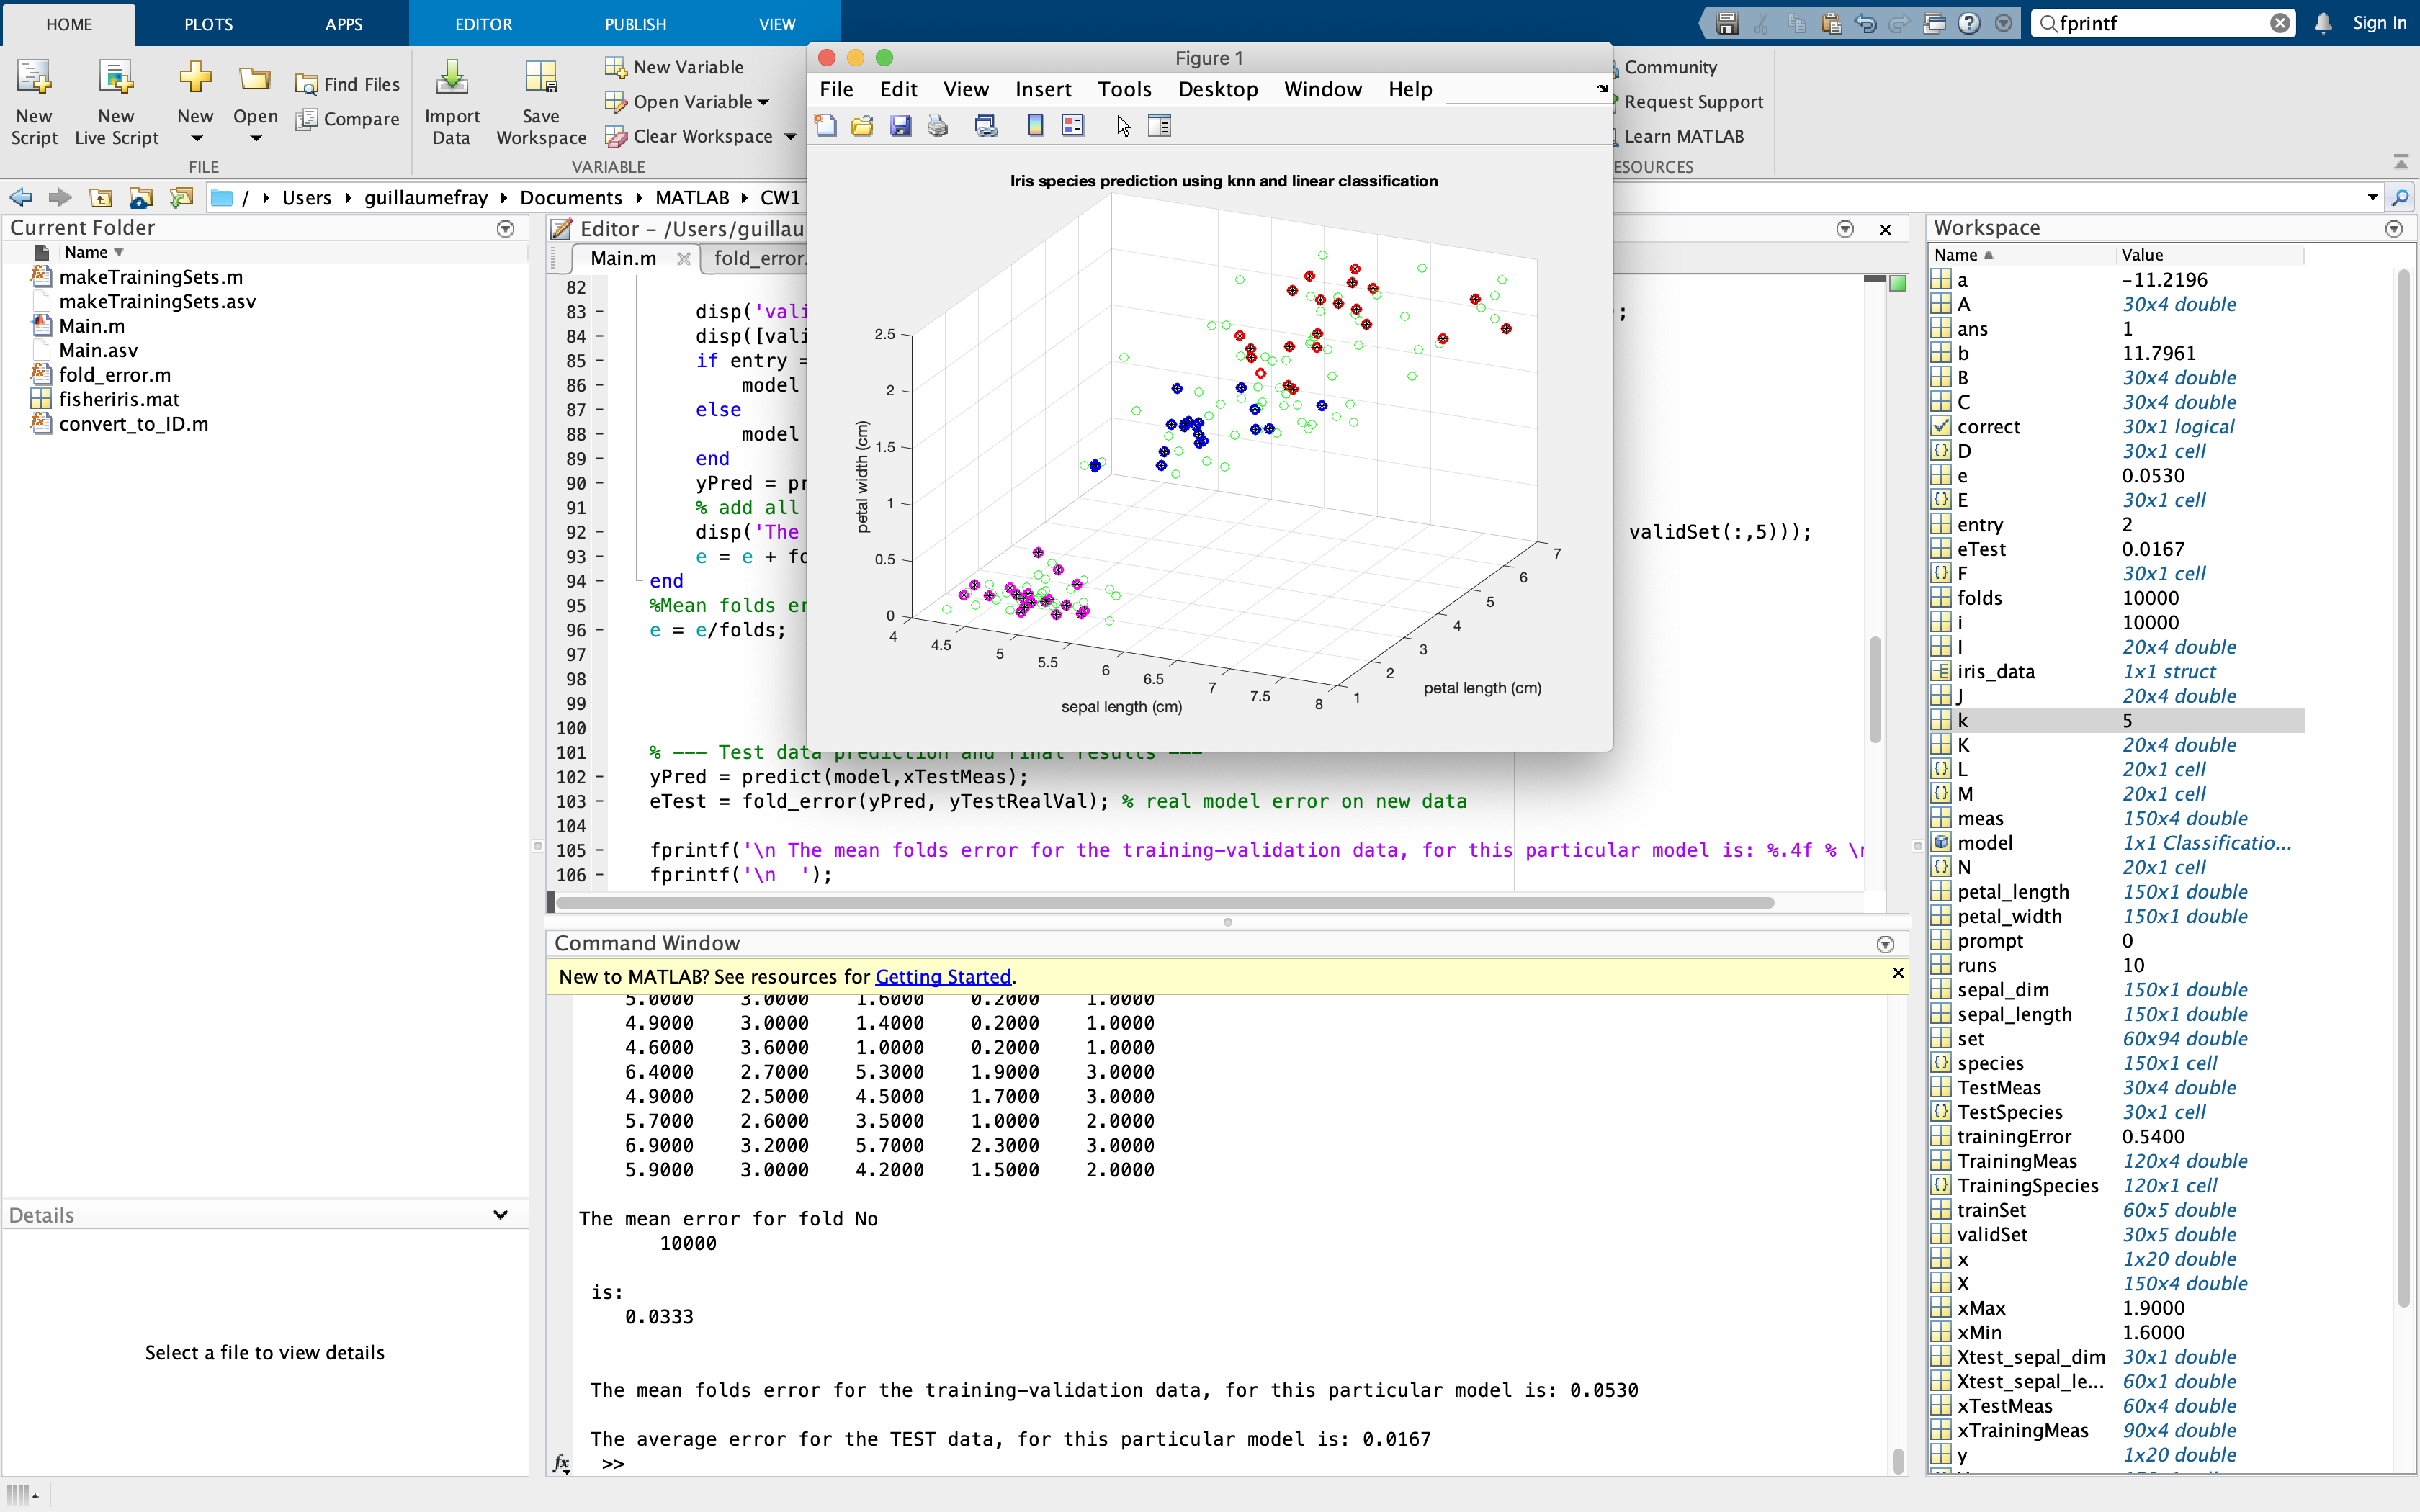 HOME PLOTS APPS EDITOR PUBLISH VIEW fprintf Sign In
New Script
New Live Script
New
Open
Find Files
Compare
Import Data
Save Workspace
New Variable
Open Variable
Clear Workspace
Community
Request Support
Learn MATLAB
FILE VARIABLE ESOURCES
/ Users guillaumefray Documents MATLAB CW1
Current Folder
Name
makeTrainingSets.m
makeTrainingSets.asv
Main.m
Main.asv
fold_error.m
fisheriris.mat
convert_to_ID.m
Details
Select a file to view details
Editor – /Users/guillau
Main.m fold_error.
82
83 disp('vali ;
84 disp([vali
85 if entry =
86 model
87 else
88 model
89 end
90 yPred = pr
91 % add all
92 disp('The validSet(:,5)));
93 e = e + fo
94 end
95 %Mean folds er
96 e = e/folds;
97
98
99
100
101 % --- Test data prediction and final results ---
102 yPred = predict(model,xTestMeas);
103 eTest = fold_error(yPred, yTestRealVal); % real model error on new data
104
105 fprintf('\n The mean folds error for the training-validation data, for this particular model is: %.4f % \n
106 fprintf('\n  ');
Figure 1
File Edit View Insert Tools Desktop Window Help
Iris species prediction using knn and linear classification
petal width (cm)
2.5
2
1.5
1
0.5
0
4 4.5 5 5.5 6 6.5 7 7.5 8
sepal length (cm)
1 2 3 4 5 6 7
petal length (cm)
Command Window
New to MATLAB? See resources for Getting Started.
5.0000 3.0000 1.6000 0.2000 1.0000
4.9000 3.0000 1.4000 0.2000 1.0000
4.6000 3.6000 1.0000 0.2000 1.0000
6.4000 2.7000 5.3000 1.9000 3.0000
4.9000 2.5000 4.5000 1.7000 3.0000
5.7000 2.6000 3.5000 1.0000 2.0000
6.9000 3.2000 5.7000 2.3000 3.0000
5.9000 3.0000 4.2000 1.5000 2.0000
The mean error for fold No
10000
is:
0.0333
The mean folds error for the training-validation data, for this particular model is: 0.0530
The average error for the TEST data, for this particular model is: 0.0167
fx >>
Workspace
Name Value
a -11.2196
A 30x4 double
ans 1
b 11.7961
B 30x4 double
C 30x4 double
correct 30x1 logical
D 30x1 cell
e 0.0530
E 30x1 cell
entry 2
eTest 0.0167
F 30x1 cell
folds 10000
i 10000
I 20x4 double
iris_data 1x1 struct
J 20x4 double
k 5
K 20x4 double
L 20x1 cell
M 20x1 cell
meas 150x4 double
model 1x1 Classificatio...
N 20x1 cell
petal_length 150x1 double
petal_width 150x1 double
prompt 0
runs 10
sepal_dim 150x1 double
sepal_length 150x1 double
set 60x94 double
species 150x1 cell
TestMeas 30x4 double
TestSpecies 30x1 cell
trainingError 0.5400
TrainingMeas 120x4 double
TrainingSpecies 120x1 cell
trainSet 60x5 double
validSet 30x5 double
x 1x20 double
X 150x4 double
xMax 1.9000
xMin 1.6000
Xtest_sepal_dim 30x1 double
Xtest_sepal_le... 60x1 double
xTestMeas 60x4 double
xTrainingMeas 90x4 double
y 1x20 double